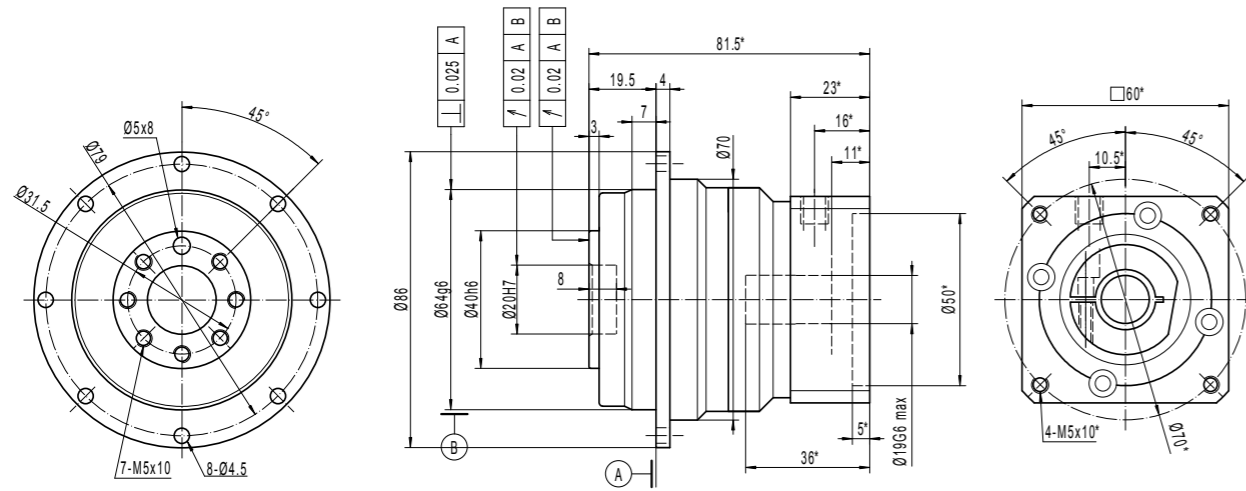 45°
Ø5x8
Ø79
Ø31.5
7-M5x10
8-Ø4.5
⊥ 0.025 A
↗ 0.02 A B
↗ 0.02 A B
81.5*
19.5
4
7
3
23*
16*
11*
Ø70
Ø86
Ø64g6
Ø40h6
Ø20H7
8
Ø50*
Ø19G6 max
5*
36*
B
A
□60*
45°
45°
10.5*
4-M5x10*
Ø70*